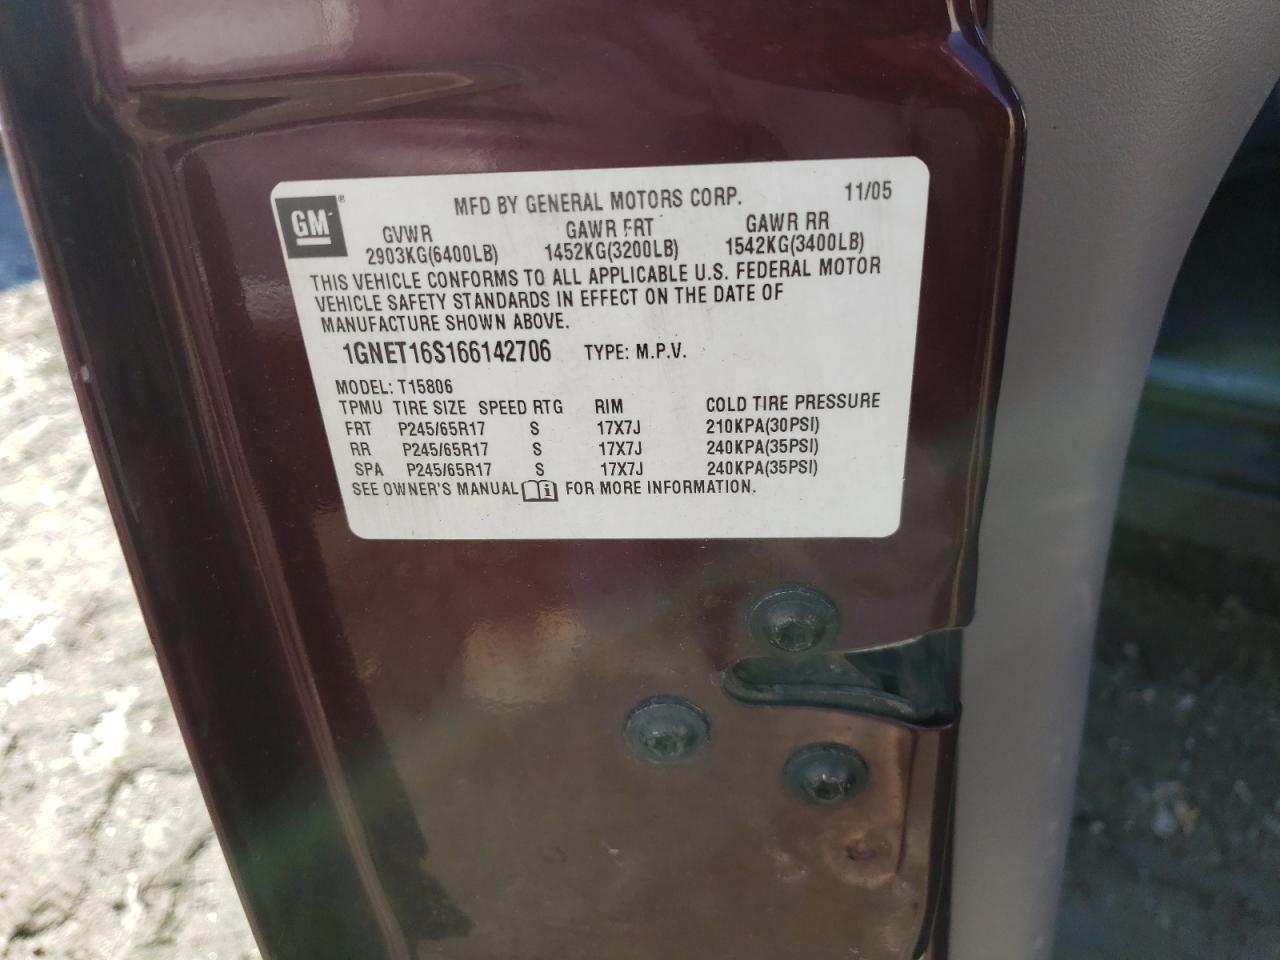 GM®
MFD BY GENERAL MOTORS CORP. 11/05
GVWR GAWR FRT GAWR RR
2903KG(6400LB) 1452KG(3200LB) 1542KG(3400LB)
THIS VEHICLE CONFORMS TO ALL APPLICABLE U.S. FEDERAL MOTOR
VEHICLE SAFETY STANDARDS IN EFFECT ON THE DATE OF
MANUFACTURE SHOWN ABOVE.
1GNET16S166142706 TYPE: M.P.V.
MODEL: T15806
TPMU TIRE SIZE SPEED RTG RIM COLD TIRE PRESSURE
FRT P245/65R17 S 17X7J 210KPA(30PSI)
RR P245/65R17 S 17X7J 240KPA(35PSI)
SPA P245/65R17 S 17X7J 240KPA(35PSI)
SEE OWNER'S MANUAL i FOR MORE INFORMATION.